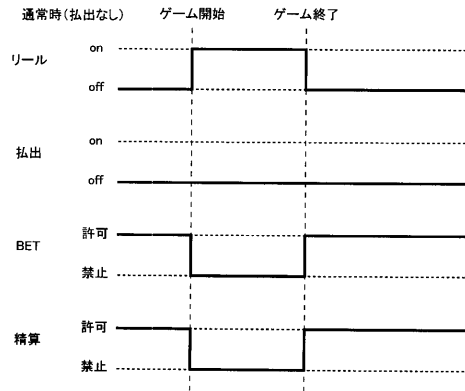 通常時(払出なし) ゲーム開始 ゲーム終了
on
リール
off
on
払出
off
許可
BET
禁止
許可
精算
禁止